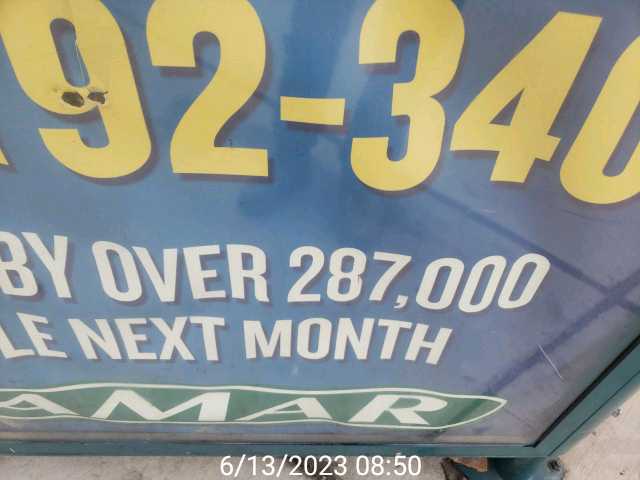 92-340
BY OVER 287,000
LE NEXT MONTH
AMAR
6/13/2023 08:50